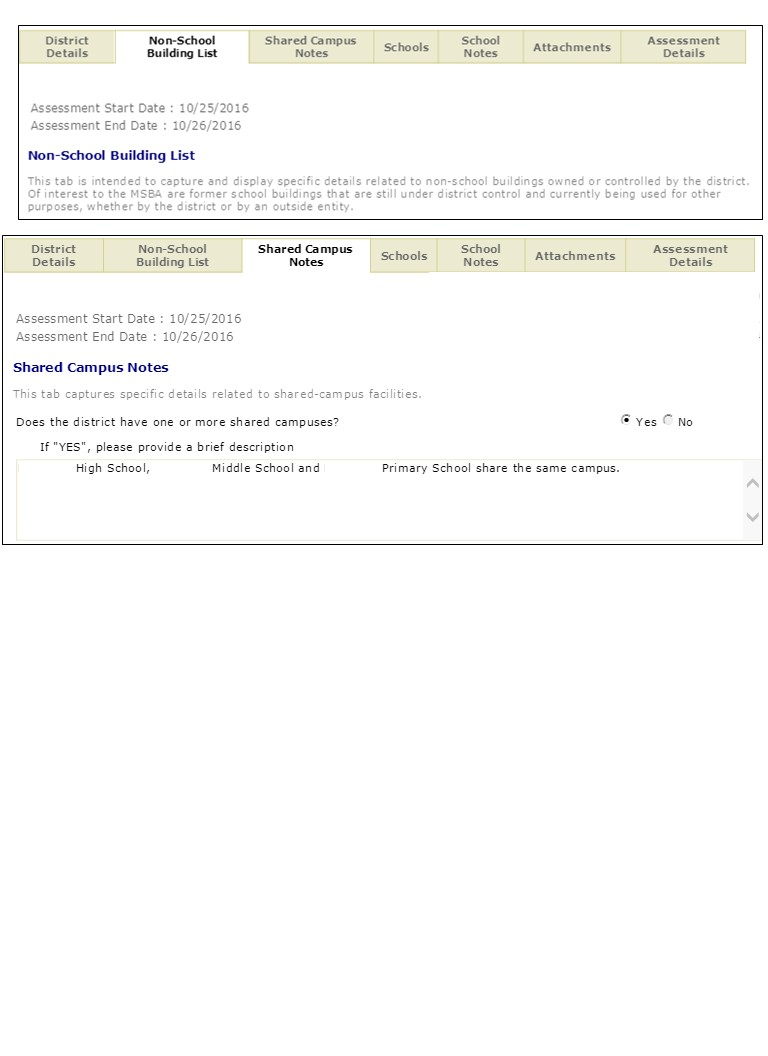 District Details
Non-School Building List
Shared Campus Notes
Schools
School Notes
Attachments
Assessment Details
Assessment Start Date : 10/25/2016
Assessment End Date : 10/26/2016
Non-School Building List
This tab is intended to capture and display specific details related to non-school buildings owned or controlled by the district.
Of interest to the MSBA are former school buildings that are still under district control and currently being used for other
purposes, whether by the district or by an outside entity.
District Details
Non-School Building List
Shared Campus Notes
Schools
School Notes
Attachments
Assessment Details
Assessment Start Date : 10/25/2016
Assessment End Date : 10/26/2016
Shared Campus Notes
This tab captures specific details related to shared-campus facilities.
Does the district have one or more shared campuses? Yes No
If "YES", please provide a brief description
High School, Middle School and Primary School share the same campus.